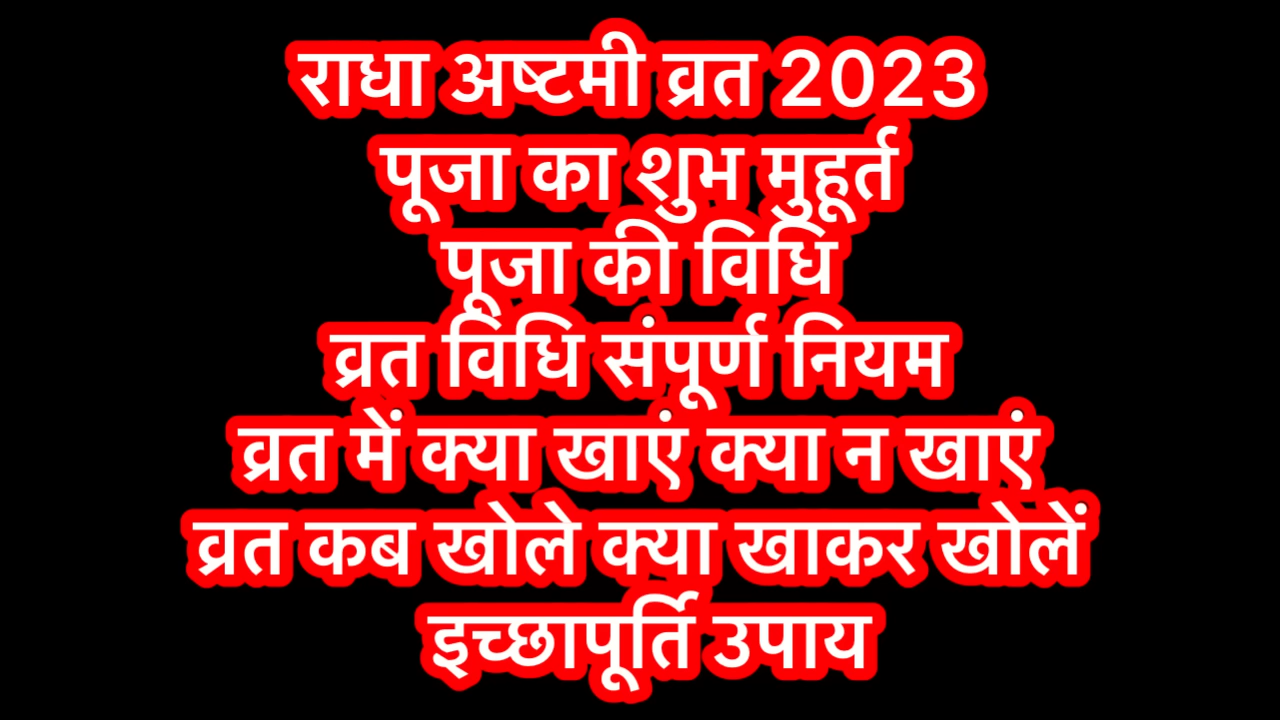 राधा अष्टमी व्रत 2023
पूजा का शुभ मुहूर्त
पूजा की विधि
व्रत विधि संपूर्ण नियम
व्रत में क्या खाएं क्या न खाएं
व्रत कब खोले क्या खाकर खोलें
इच्छापूर्ति उपाय